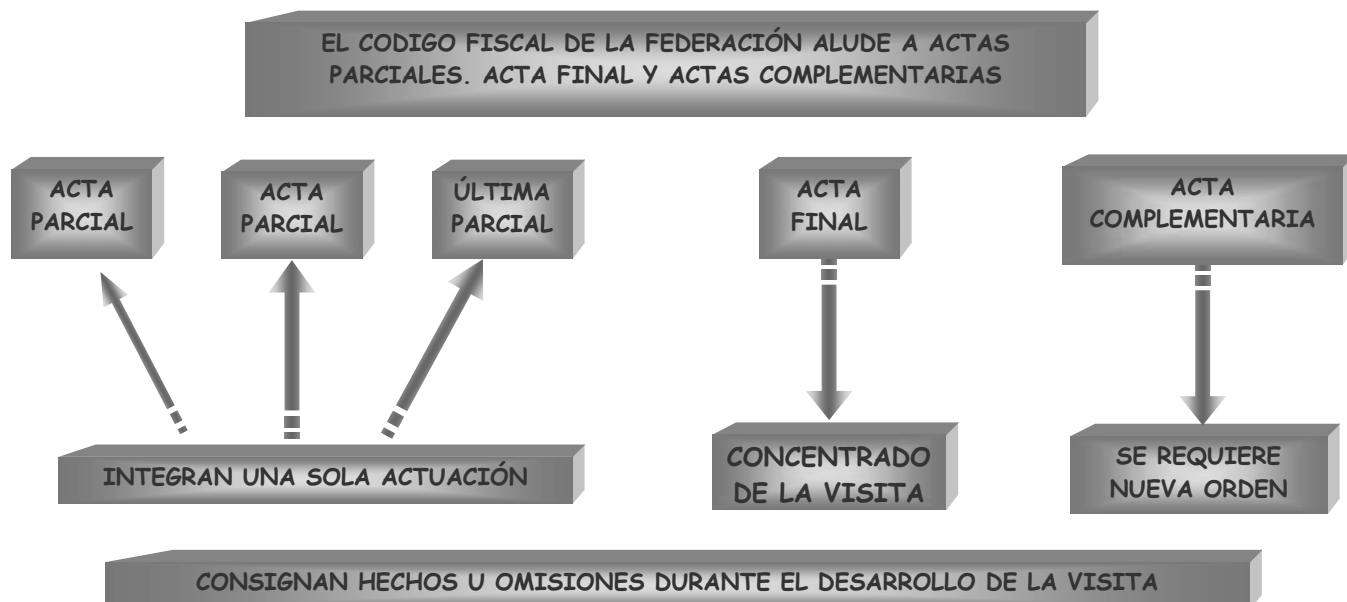 EL CODIGO FISCAL DE LA FEDERACIÓN ALUDE A ACTAS
PARCIALES. ACTA FINAL Y ACTAS COMPLEMENTARIAS
ACTA
PARCIAL
ACTA
PARCIAL
ÚLTIMA
PARCIAL
ACTA
FINAL
ACTA
COMPLEMENTARIA
INTEGRAN UNA SOLA ACTUACIÓN
CONCENTRADO
DE LA VISITA
SE REQUIERE
NUEVA ORDEN
CONSIGNAN HECHOS U OMISIONES DURANTE EL DESARROLLO DE LA VISITA